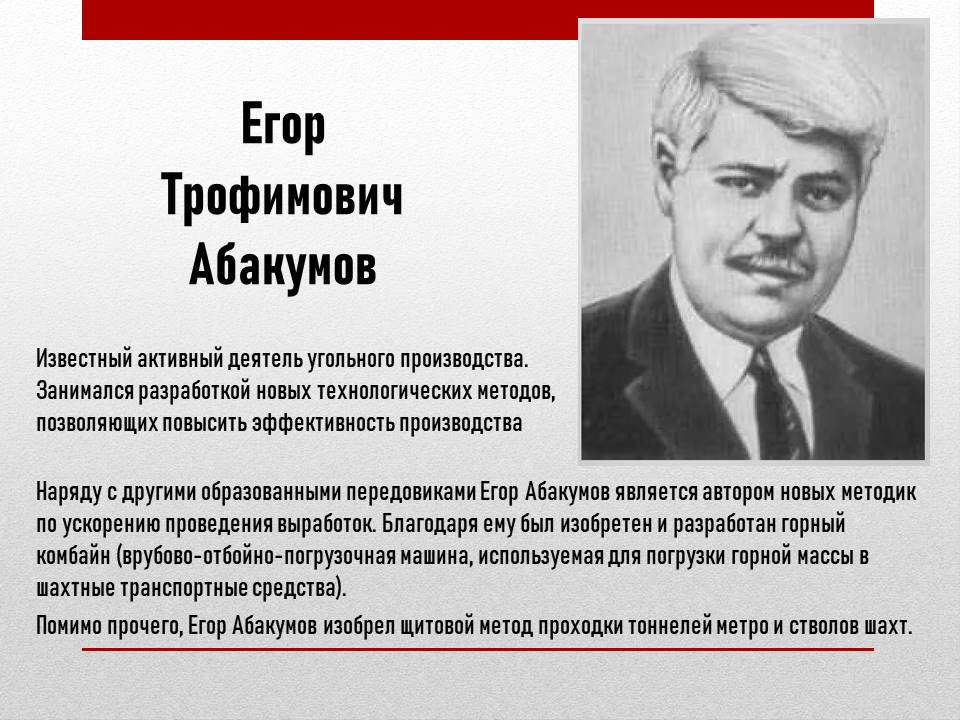 Егор
Трофимович
Абакумов
Известный активный деятель угольного производства.
Занимался разработкой новых технологических методов,
позволяющих повысить эффективность производства
Наряду с другими образованными передовиками Егор Абакумов является автором новых методик
по ускорению проведения выработок. Благодаря ему был изобретен и разработан горный
комбайн (врубово-отбойно-погрузочная машина, используемая для погрузки горной массы в
шахтные транспортные средства).
Помимо прочего, Егор Абакумов изобрел щитовой метод проходки тоннелей метро и стволов шахт.